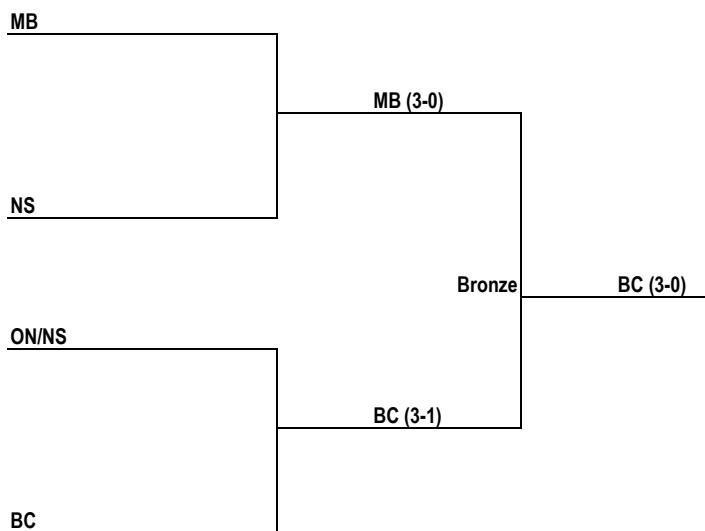 MB
MB (3-0)
NS
Bronze
BC (3-0)
ON/NS
BC (3-1)
BC